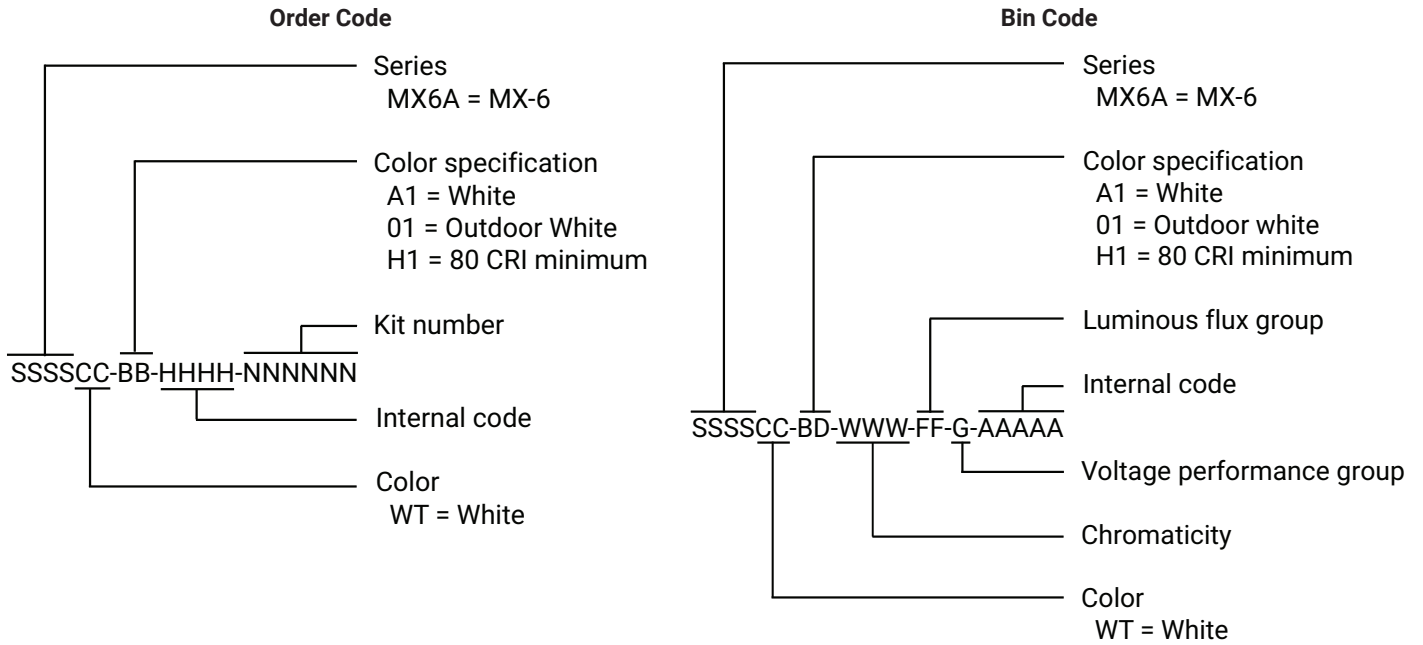 Order Code
Series
MX6A = MX-6
Color specification
A1 = White
01 = Outdoor White
H1 = 80 CRI minimum
Kit number
SSSSCC-BB-HHHH-NNNNNN
Internal code
Color
WT = White
Bin Code
Series
MX6A = MX-6
Color specification
A1 = White
01 = Outdoor white
H1 = 80 CRI minimum
Luminous flux group
Internal code
SSSSCC-BD-WWW-FF-G-AAAAA
Voltage performance group
Chromaticity
Color
WT = White